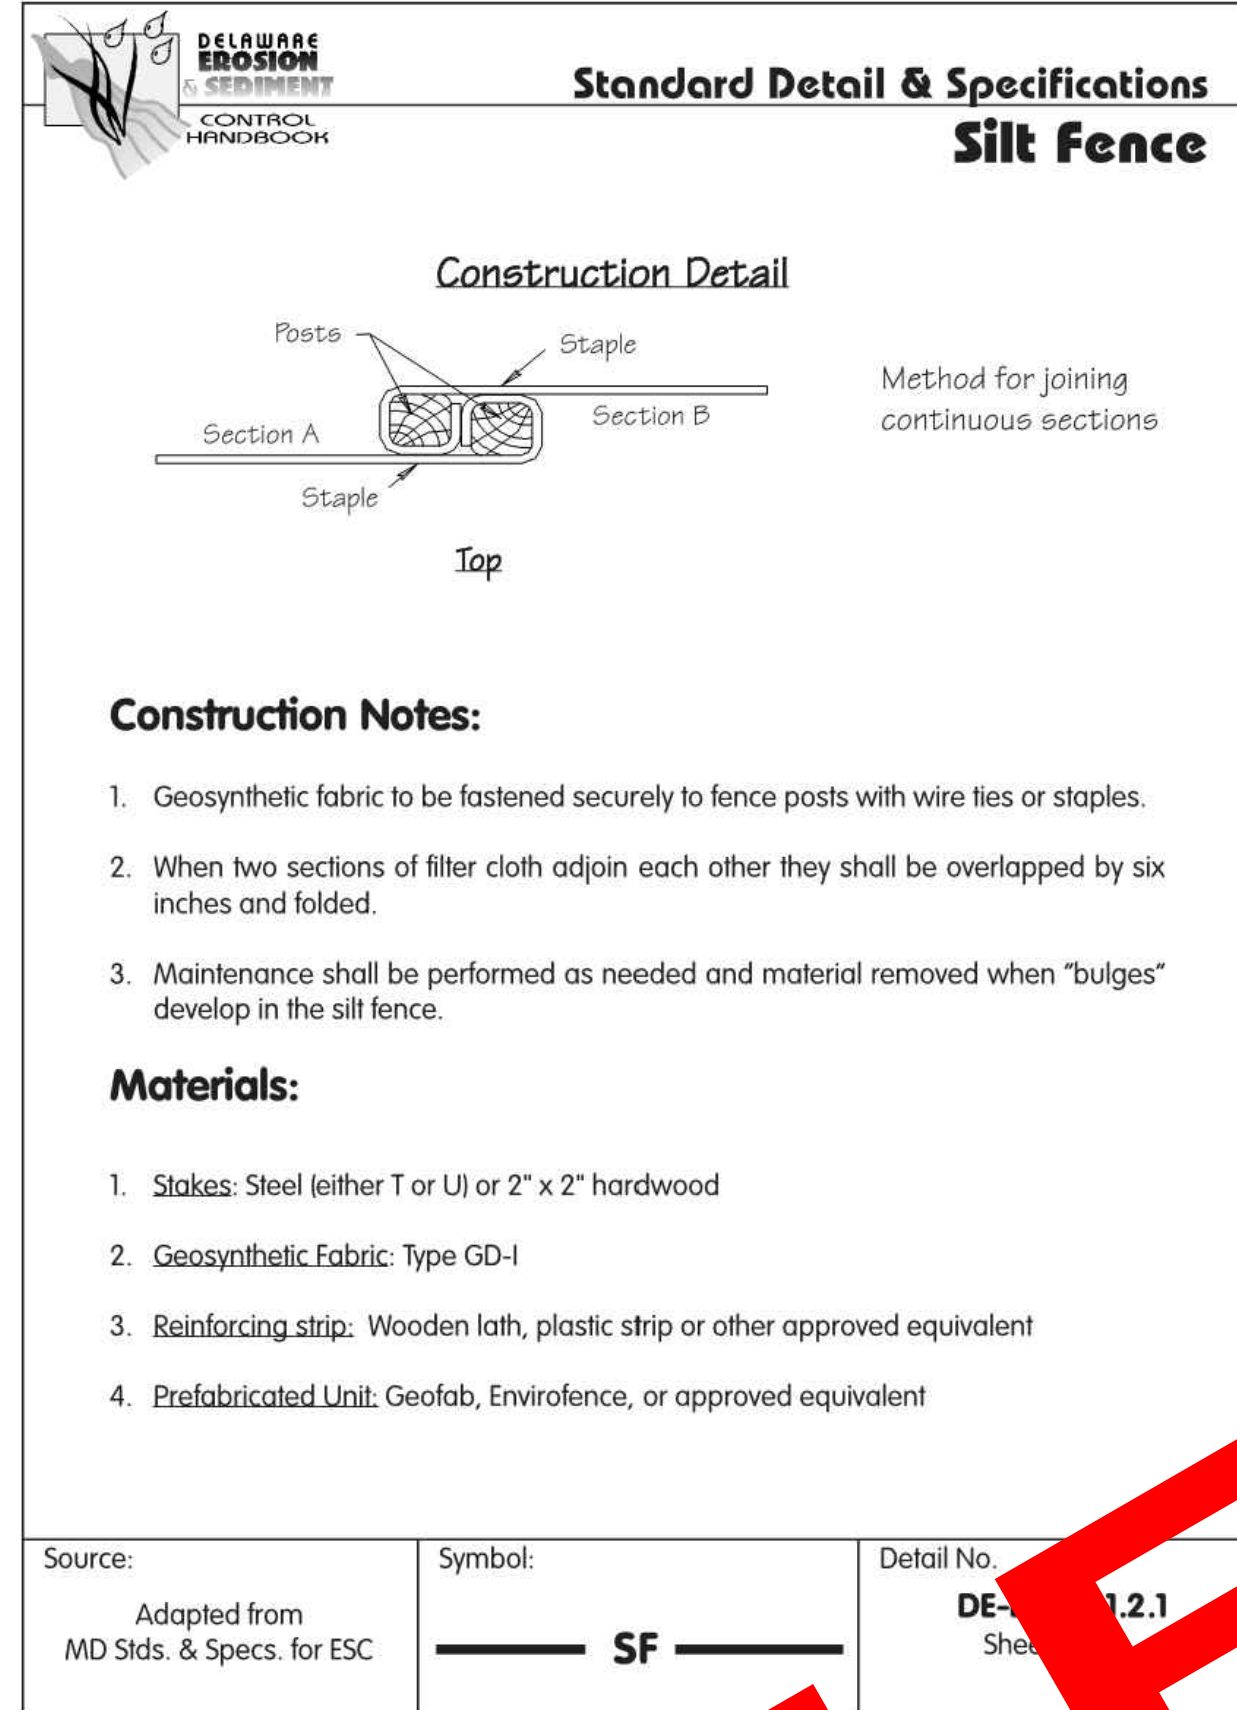 DELAWARE
EROSION
& SEDIMENT
CONTROL
HANDBOOK
Standard Detail & Specifications
Silt Fence
Construction Detail
Posts
Staple
Section A
Section B
Staple
Top
Method for joining
continuous sections
Construction Notes:
1. Geosynthetic fabric to be fastened securely to fence posts with wire ties or staples.
2. When two sections of filter cloth adjoin each other they shall be overlapped by six
inches and folded.
3. Maintenance shall be performed as needed and material removed when "bulges"
develop in the silt fence.
Materials:
1. Stakes: Steel (either T or U) or 2" x 2" hardwood
2. Geosynthetic Fabric: Type GD-I
3. Reinforcing strip: Wooden lath, plastic strip or other approved equivalent
4. Prefabricated Unit: Geofab, Envirofence, or approved equivalent
Source:
Adapted from
MD Stds. & Specs. for ESC
Symbol:
SF
Detail No.